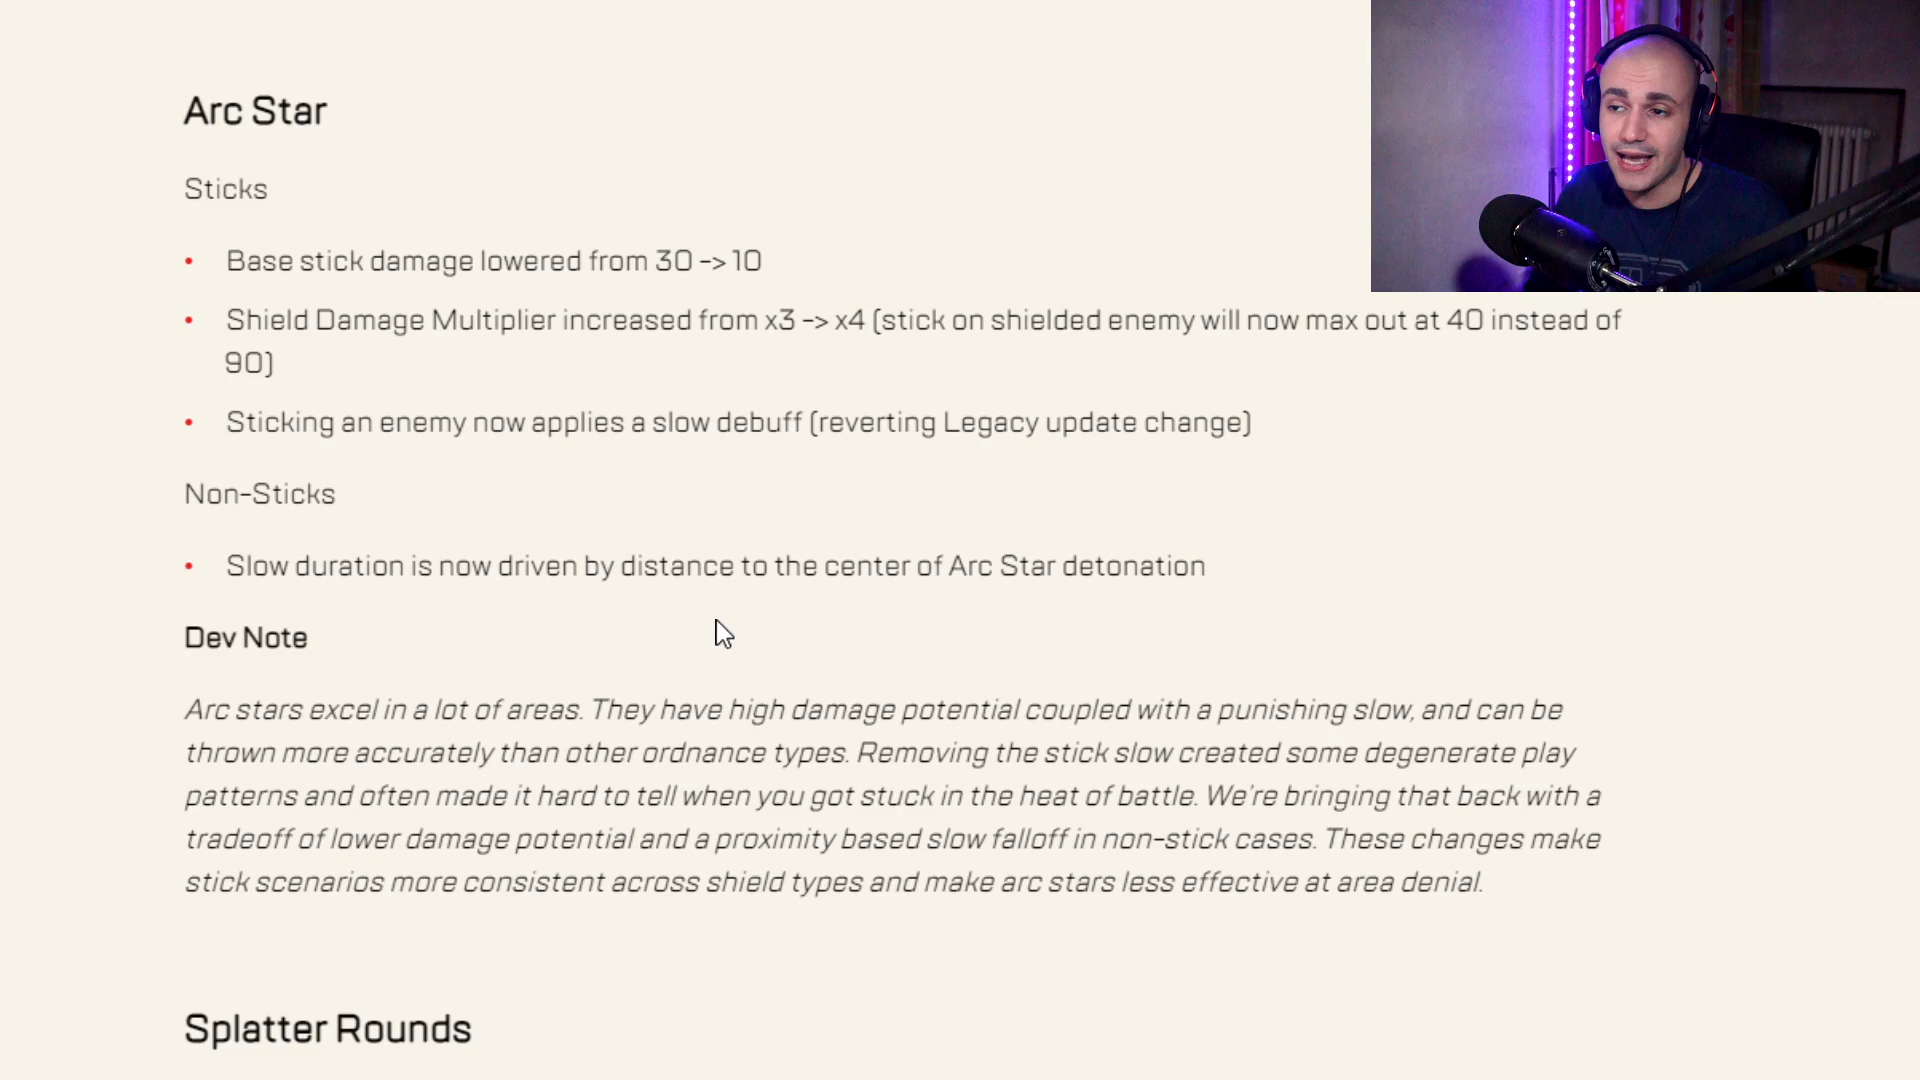 Arc Star
Sticks
• Base stick damage lowered from 30 -> 10
• Shield Damage Multiplier increased from x3 -> x4 (stick on shielded enemy will now max out at 40 instead of
90)
• Sticking an enemy now applies a slow debuff (reverting Legacy update change)
Non-Sticks
• Slow duration is now driven by distance to the center of Arc Star detonation
Dev Note
Arc stars excel in a lot of areas. They have high damage potential coupled with a punishing slow, and can be
thrown more accurately than other ordnance types. Removing the stick slow created some degenerate play
patterns and often made it hard to tell when you got stuck in the heat of battle. We're bringing that back with a
tradeoff of lower damage potential and a proximity based slow falloff in non-stick cases. These changes make
stick scenarios more consistent across shield types and make arc stars less effective at area denial.
Splatter Rounds